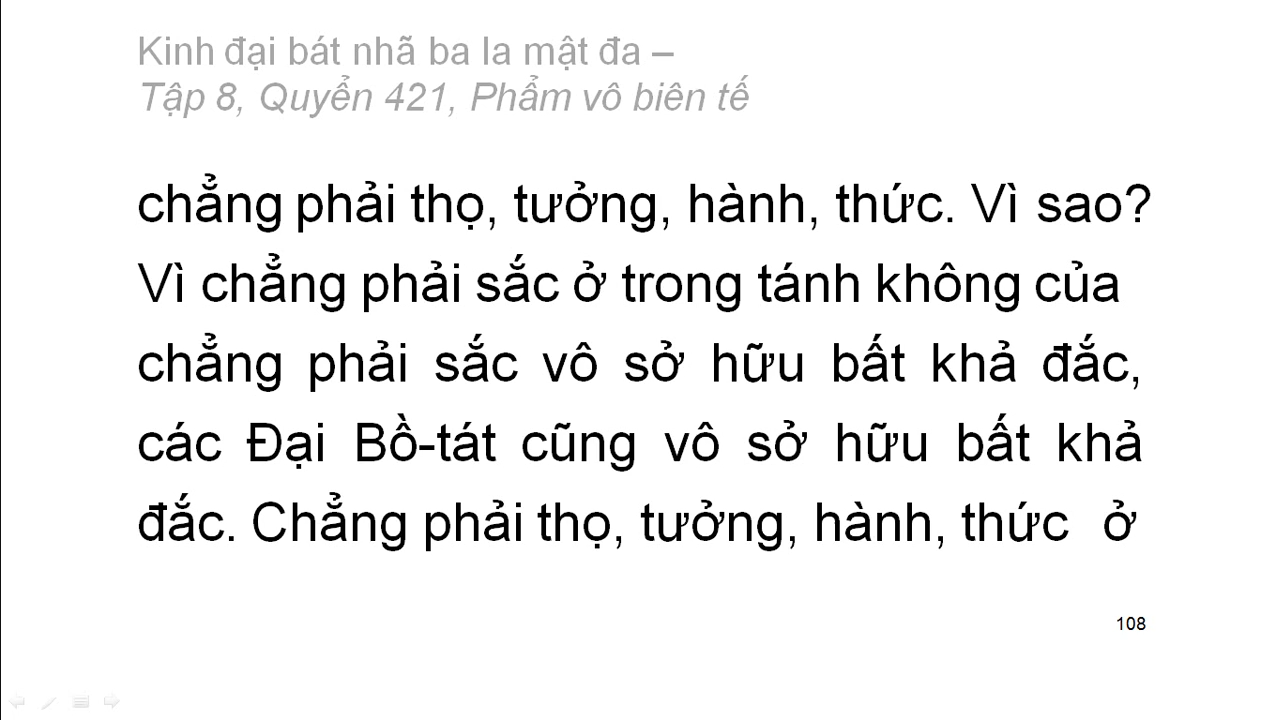 Kinh đại bát nhã ba la mật đa –
Tập 8, Quyển 421, Phẩm vô biên tế
chẳng phải thọ, tưởng, hành, thức. Vì sao?
Vì chẳng phải sắc ở trong tánh không của
chẳng phải sắc vô sở hữu bất khả đắc,
các Đại Bồ-tát cũng vô sở hữu bất khả
đắc. Chẳng phải thọ, tưởng, hành, thức ở
108